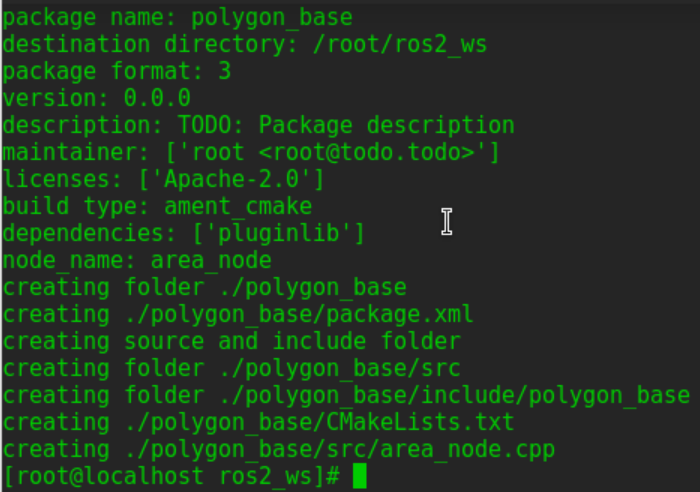 package name: polygon_base
destination directory: /root/ros2_ws
package format: 3
version: 0.0.0
description: TODO: Package description
maintainer: ['root <root@todo.todo>']
licenses: ['Apache-2.0']
build type: ament_cmake
dependencies: ['pluginlib']
node_name: area_node
creating folder ./polygon_base
creating ./polygon_base/package.xml
creating source and include folder
creating folder ./polygon_base/src
creating folder ./polygon_base/include/polygon_base
creating ./polygon_base/CMakeLists.txt
creating ./polygon_base/src/area_node.cpp
[root@localhost ros2_ws]#